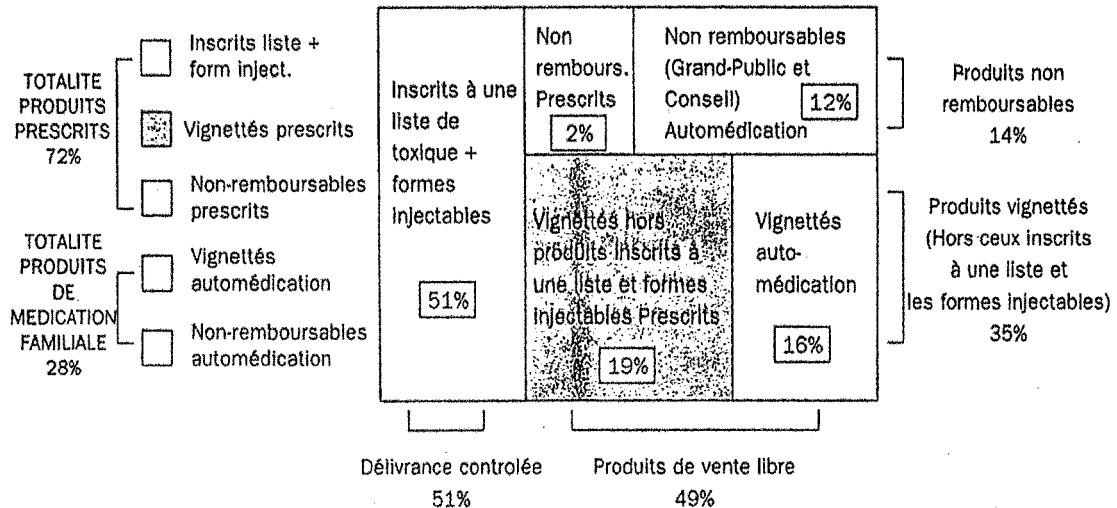 TOTALITE
PRODUITS
PRESCRITS
72%
Inscrits liste +
form inject.
Vignettés prescrits
Non-remboursables
prescrits
TOTALITE
PRODUITS
DE
MEDICATION
FAMILIALE
28%
Vignettés
automédication
Non-remboursables
automédication
Inscrits à une
liste de
toxique +
formes
injectables
51%
Non
rembours.
Prescrits
2%
Non remboursables
(Grand-Public et
Conseil)
12%
Automédication
Vignettés hors
produits inscrits à
une liste et formes
injectables Prescrits
19%
Vignettés
auto-
médication
16%
Produits non
remboursables
14%
Produits vignettés
(Hors ceux inscrits
à une liste et
les formes injectables)
35%
Délivrance controlée
51%
Produits de vente libre
49%